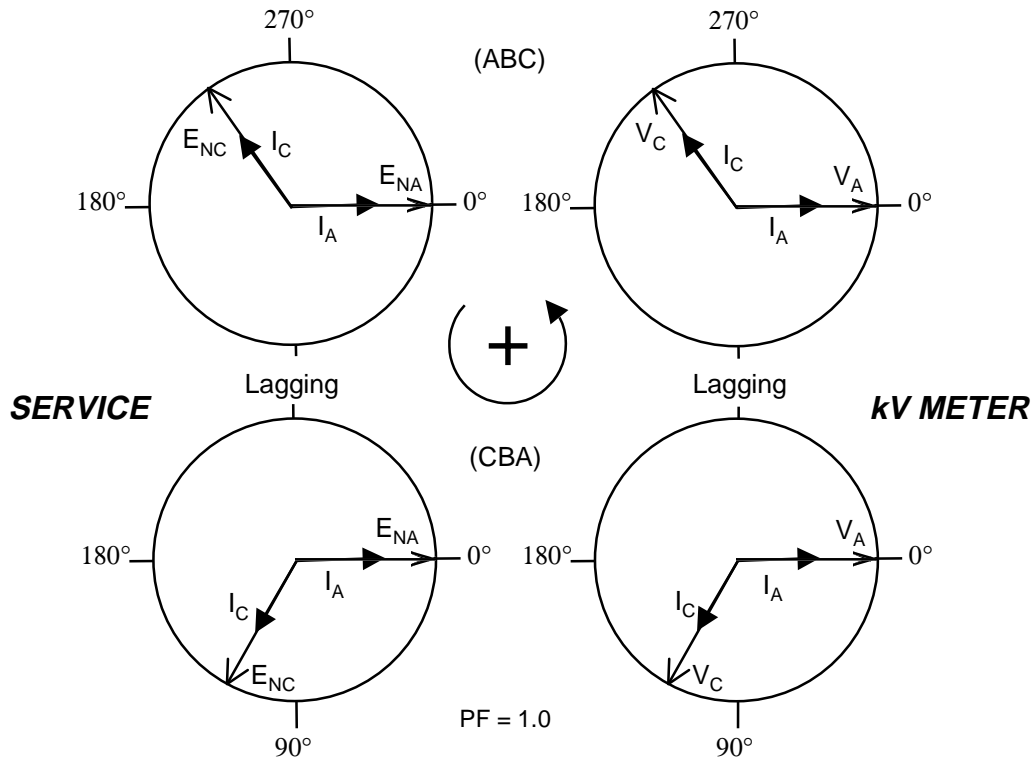 270°
(ABC)
270°
E_NC
I_C
E_NA
180°
0°
I_A
V_C
I_C
V_A
180°
0°
I_A
+
Lagging
Lagging
SERVICE
kV METER
(CBA)
E_NA
180°
0°
I_A
I_C
E_NC
V_A
180°
0°
I_A
I_C
V_C
PF = 1.0
90°
90°